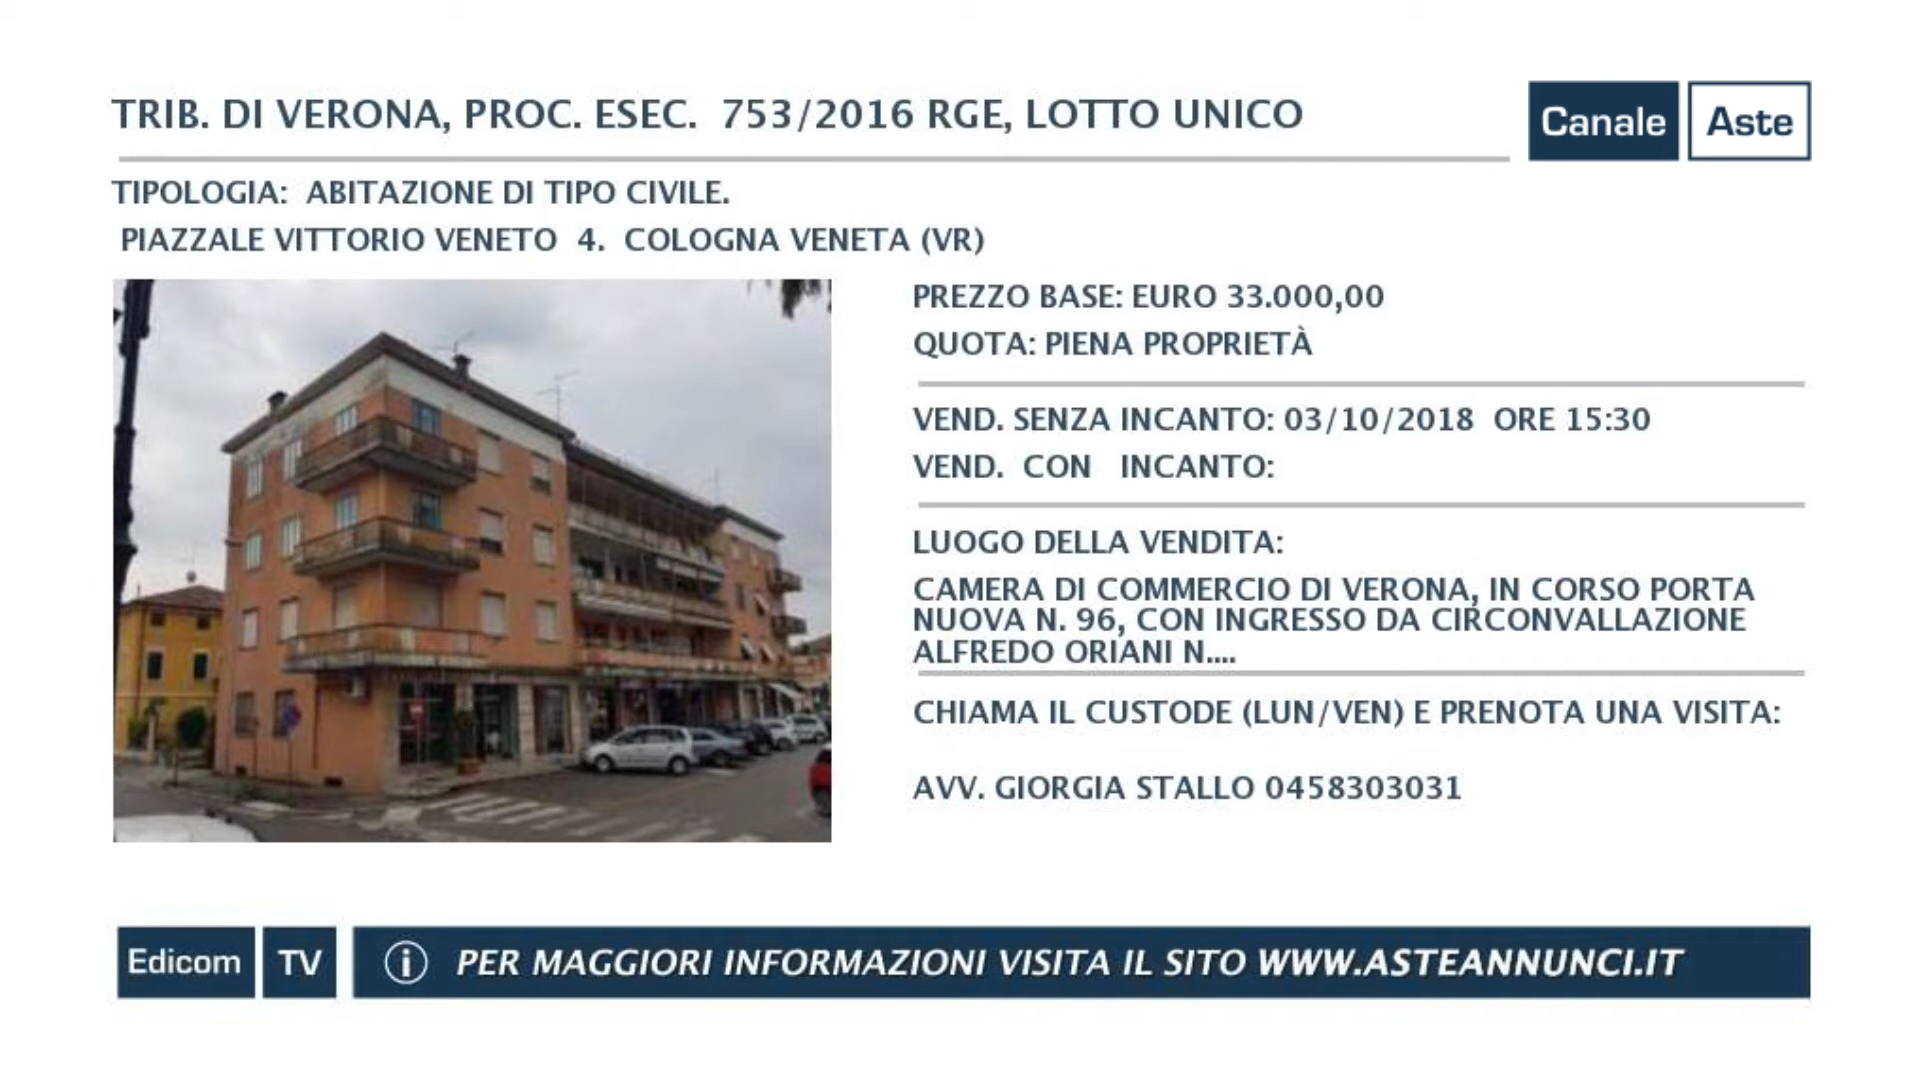 TRIB. DI VERONA, PROC. ESEC. 753/2016 RGE, LOTTO UNICO
Canale Aste
TIPOLOGIA: ABITAZIONE DI TIPO CIVILE.
PIAZZALE VITTORIO VENETO 4. COLOGNA VENETA (VR)
PREZZO BASE: EURO 33.000,00
QUOTA: PIENA PROPRIETÀ
VEND. SENZA INCANTO: 03/10/2018 ORE 15:30
VEND. CON INCANTO:
LUOGO DELLA VENDITA:
CAMERA DI COMMERCIO DI VERONA, IN CORSO PORTA
NUOVA N. 96, CON INGRESSO DA CIRCONVALLAZIONE
ALFREDO ORIANI N....
CHIAMA IL CUSTODE (LUN/VEN) E PRENOTA UNA VISITA:
AVV. GIORGIA STALLO 0458303031
Edicom TV
PER MAGGIORI INFORMAZIONI VISITA IL SITO WWW.ASTEANNUNCI.IT